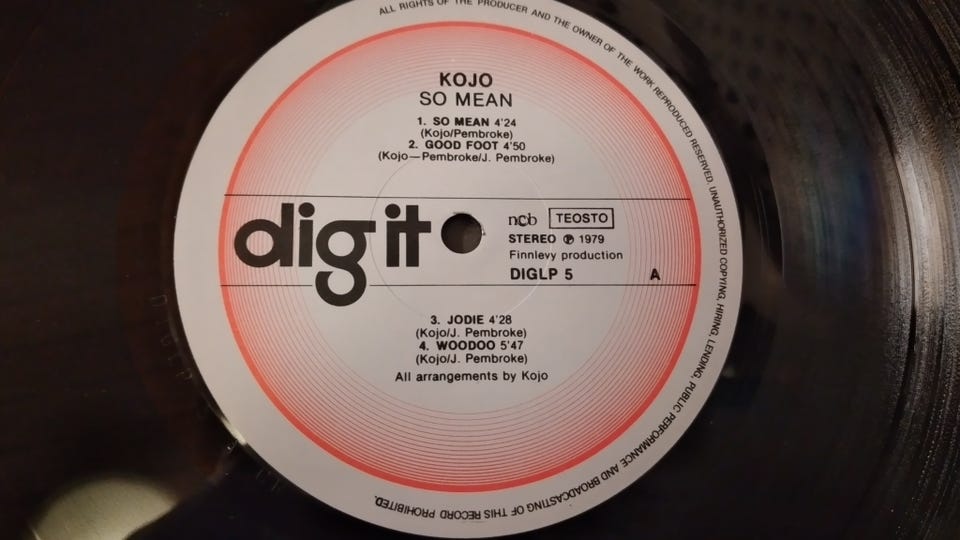 ALL RIGHTS OF THE PRODUCER AND THE OWNER OF THE WORK REPRODUCED RESERVED. UNAUTHORIZED COPYING, HIRING, LENDING, PUBLIC PERFORMANCE AND BROADCASTING OF THIS RECORD PROHIBITED.
KOJO
SO MEAN
1. SO MEAN 4'24
(Kojo/Pembroke)
2. GOOD FOOT 4'50
(Kojo—Pembroke/J. Pembroke)
dig it
ncb TEOSTO
STEREO ℗ 1979
Finnlevy production
DIGLP 5 A
3. JODIE 4'28
(Kojo/J. Pembroke)
4. WOODOO 5'47
(Kojo/J. Pembroke)
All arrangements by Kojo